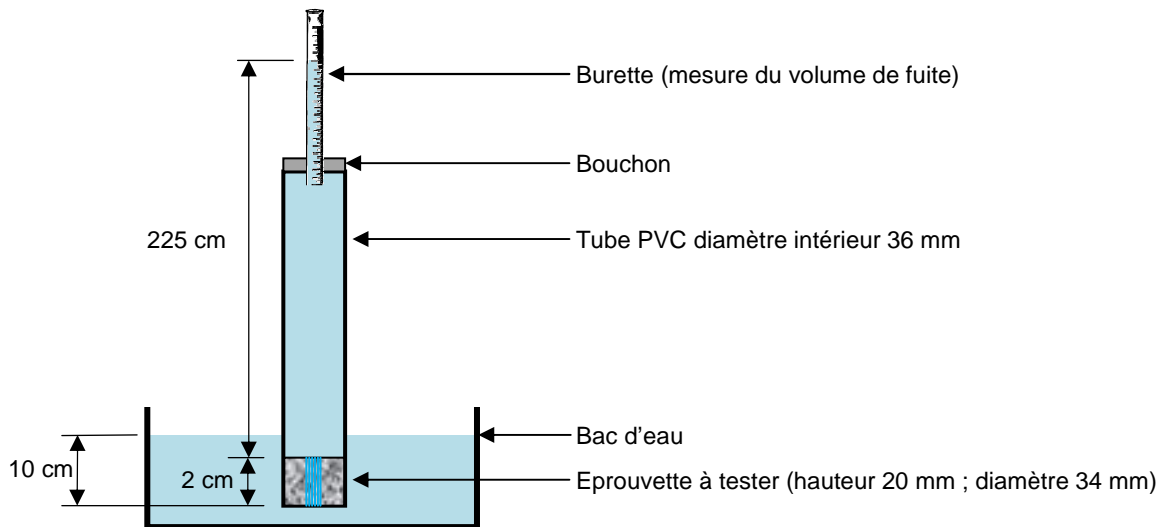 Burette (mesure du volume de fuite)
Bouchon
225 cm
Tube PVC diamètre intérieur 36 mm
Bac d'eau
10 cm
2 cm
Eprouvette à tester (hauteur 20 mm ; diamètre 34 mm)